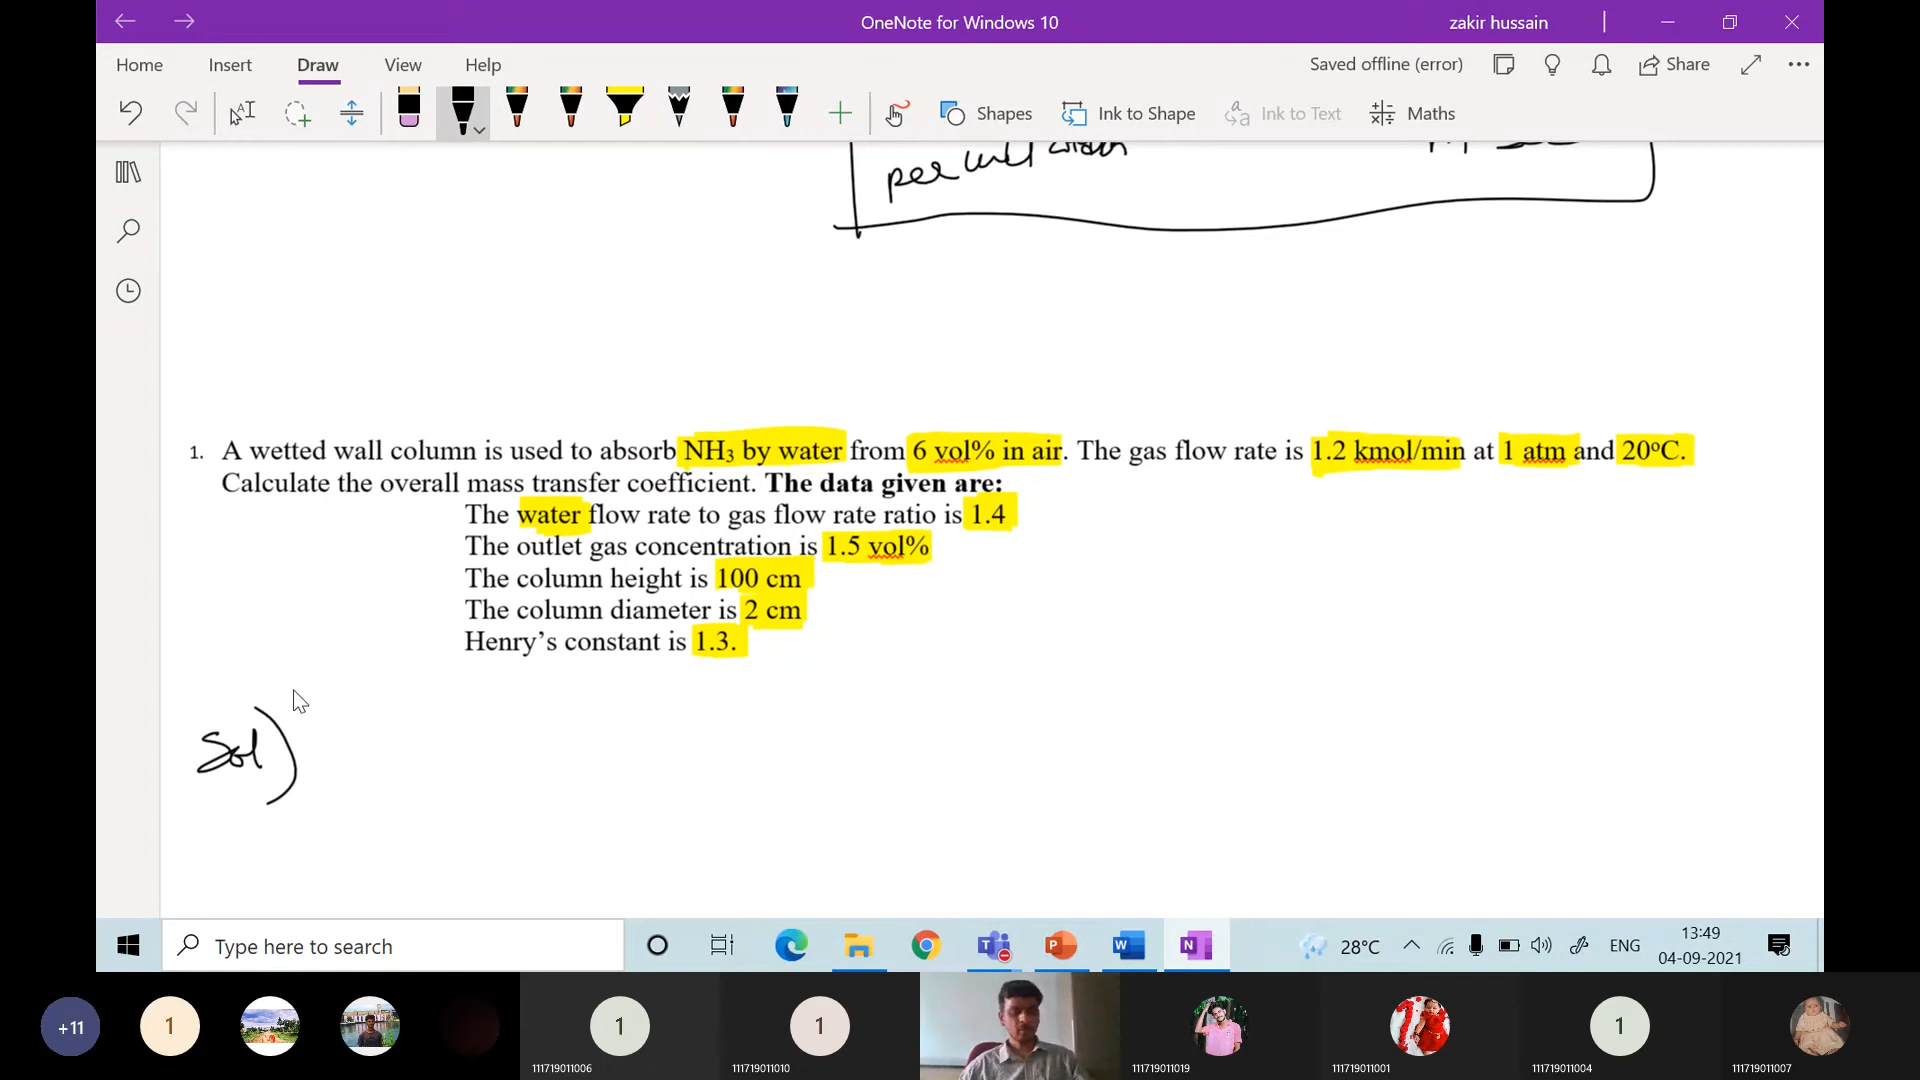 OneNote for Windows 10
zakir hussain
Home Insert Draw View Help
Saved offline (error)
Share
Shapes
Ink to Shape
Ink to Text
Maths
per unit width
1. A wetted wall column is used to absorb NH₃ by water from 6 vol% in air. The gas flow rate is 1.2 kmol/min at 1 atm and 20ᵒC.
Calculate the overall mass transfer coefficient. The data given are:
The water flow rate to gas flow rate ratio is 1.4
The outlet gas concentration is 1.5 vol%
The column height is 100 cm
The column diameter is 2 cm
Henry’s constant is 1.3.
Sol)
Type here to search
28°C
ENG
13:49
04-09-2021
+11
1
1
1
1
111719011006
111719011010
111719011019
111719011001
111719011004
111719011007